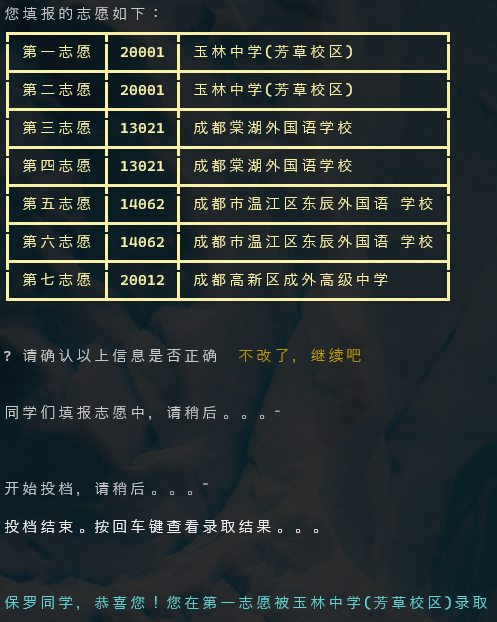 您填报的志愿如下：
第一志愿 20001 玉林中学(芳草校区)
第二志愿 20001 玉林中学(芳草校区)
第三志愿 13021 成都棠湖外国语学校
第四志愿 13021 成都棠湖外国语学校
第五志愿 14062 成都市温江区东辰外国语 学校
第六志愿 14062 成都市温江区东辰外国语 学校
第七志愿 20012 成都高新区成外高级中学
? 请确认以上信息是否正确 不改了, 继续吧
同学们填报志愿中, 请稍后。。。-
开始投档, 请稍后。。。-
投档结束。按回车键查看录取结果。。。
保罗同学, 恭喜您！您在第一志愿被玉林中学(芳草校区)录取